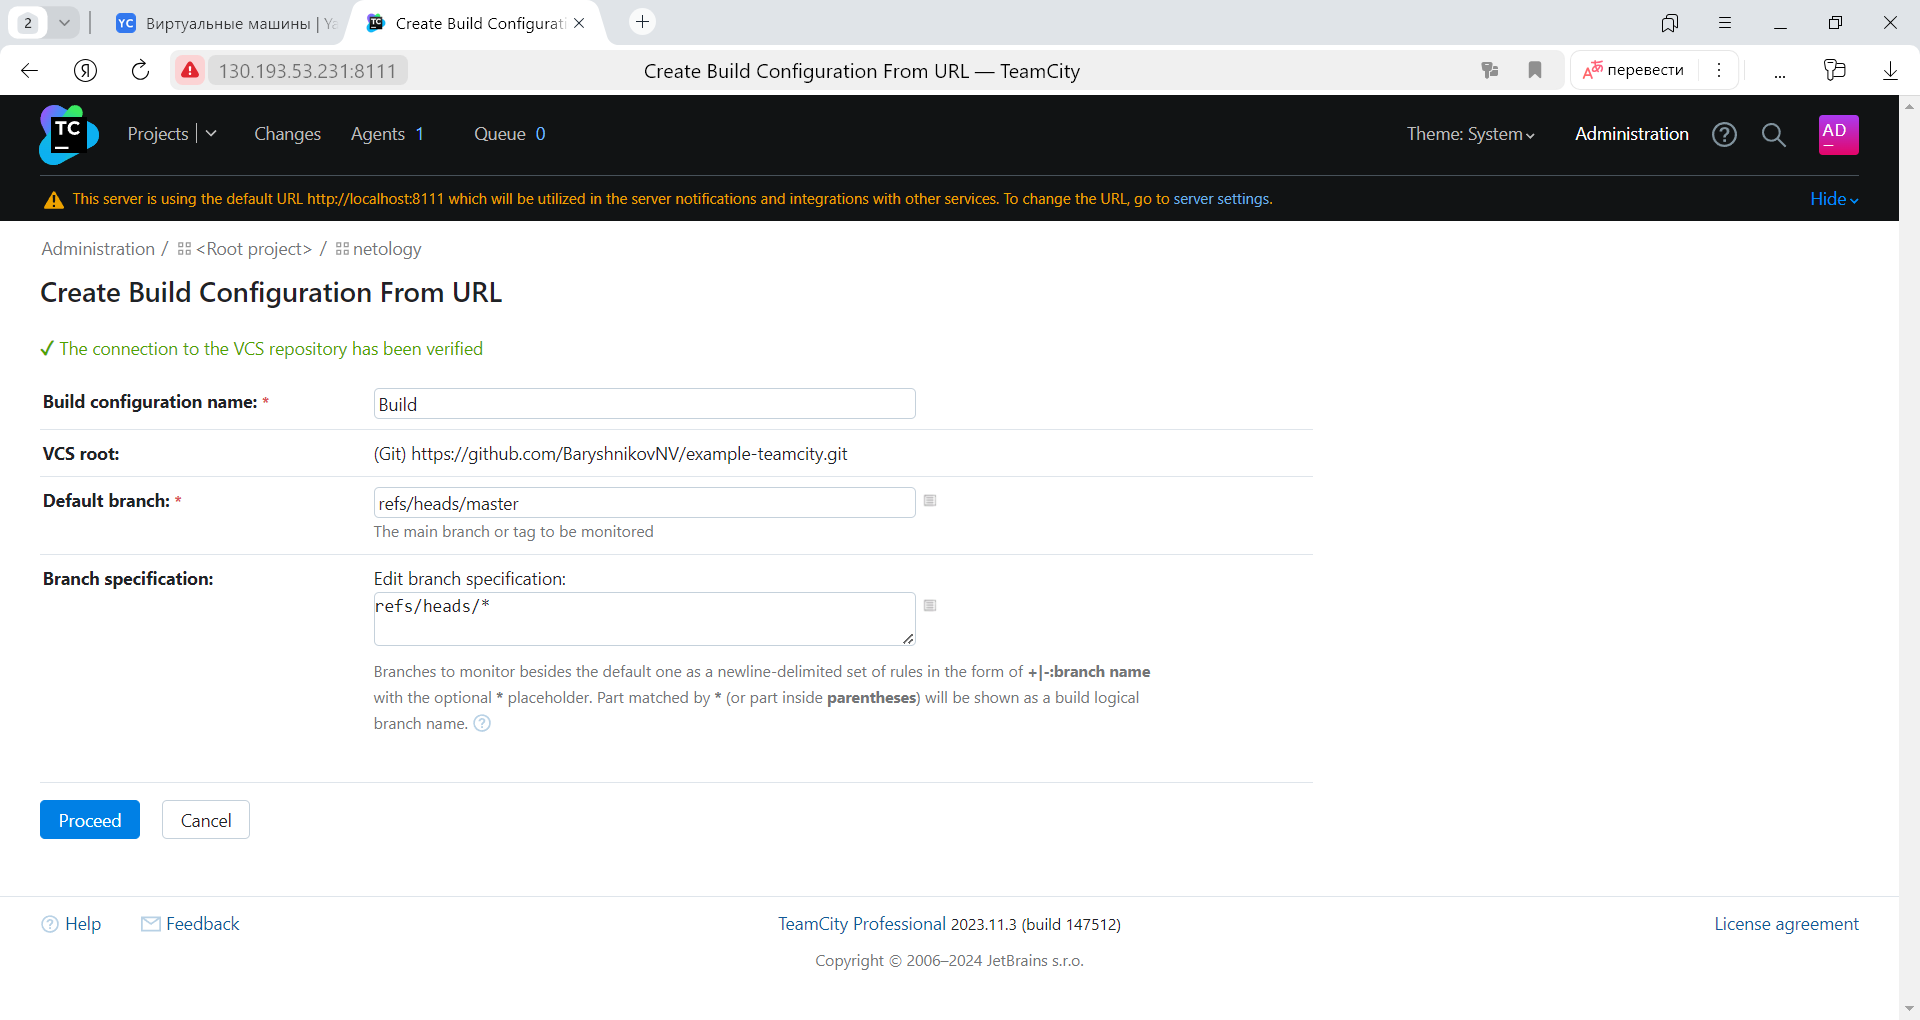 2
YC Виртуальные машины | Ya
TC Create Build Configurati
Я
130.193.53.231:8111
Create Build Configuration From URL — TeamCity
перевести
TC
Projects
Changes
Agents 1
Queue 0
Theme: System
Administration
AD
This server is using the default URL http://localhost:8111 which will be utilized in the server notifications and integrations with other services. To change the URL, go to server settings.
Hide
Administration / <Root project> / netology
Create Build Configuration From URL
The connection to the VCS repository has been verified
Build configuration name: *
Build
VCS root:
(Git) https://github.com/BaryshnikovNV/example-teamcity.git
Default branch: *
refs/heads/master
The main branch or tag to be monitored
Branch specification:
Edit branch specification:
refs/heads/*
Branches to monitor besides the default one as a newline-delimited set of rules in the form of +|-:branch name
with the optional * placeholder. Part matched by * (or part inside parentheses) will be shown as a build logical
branch name.
Proceed
Cancel
Help
Feedback
TeamCity Professional 2023.11.3 (build 147512)
License agreement
Copyright © 2006–2024 JetBrains s.r.o.